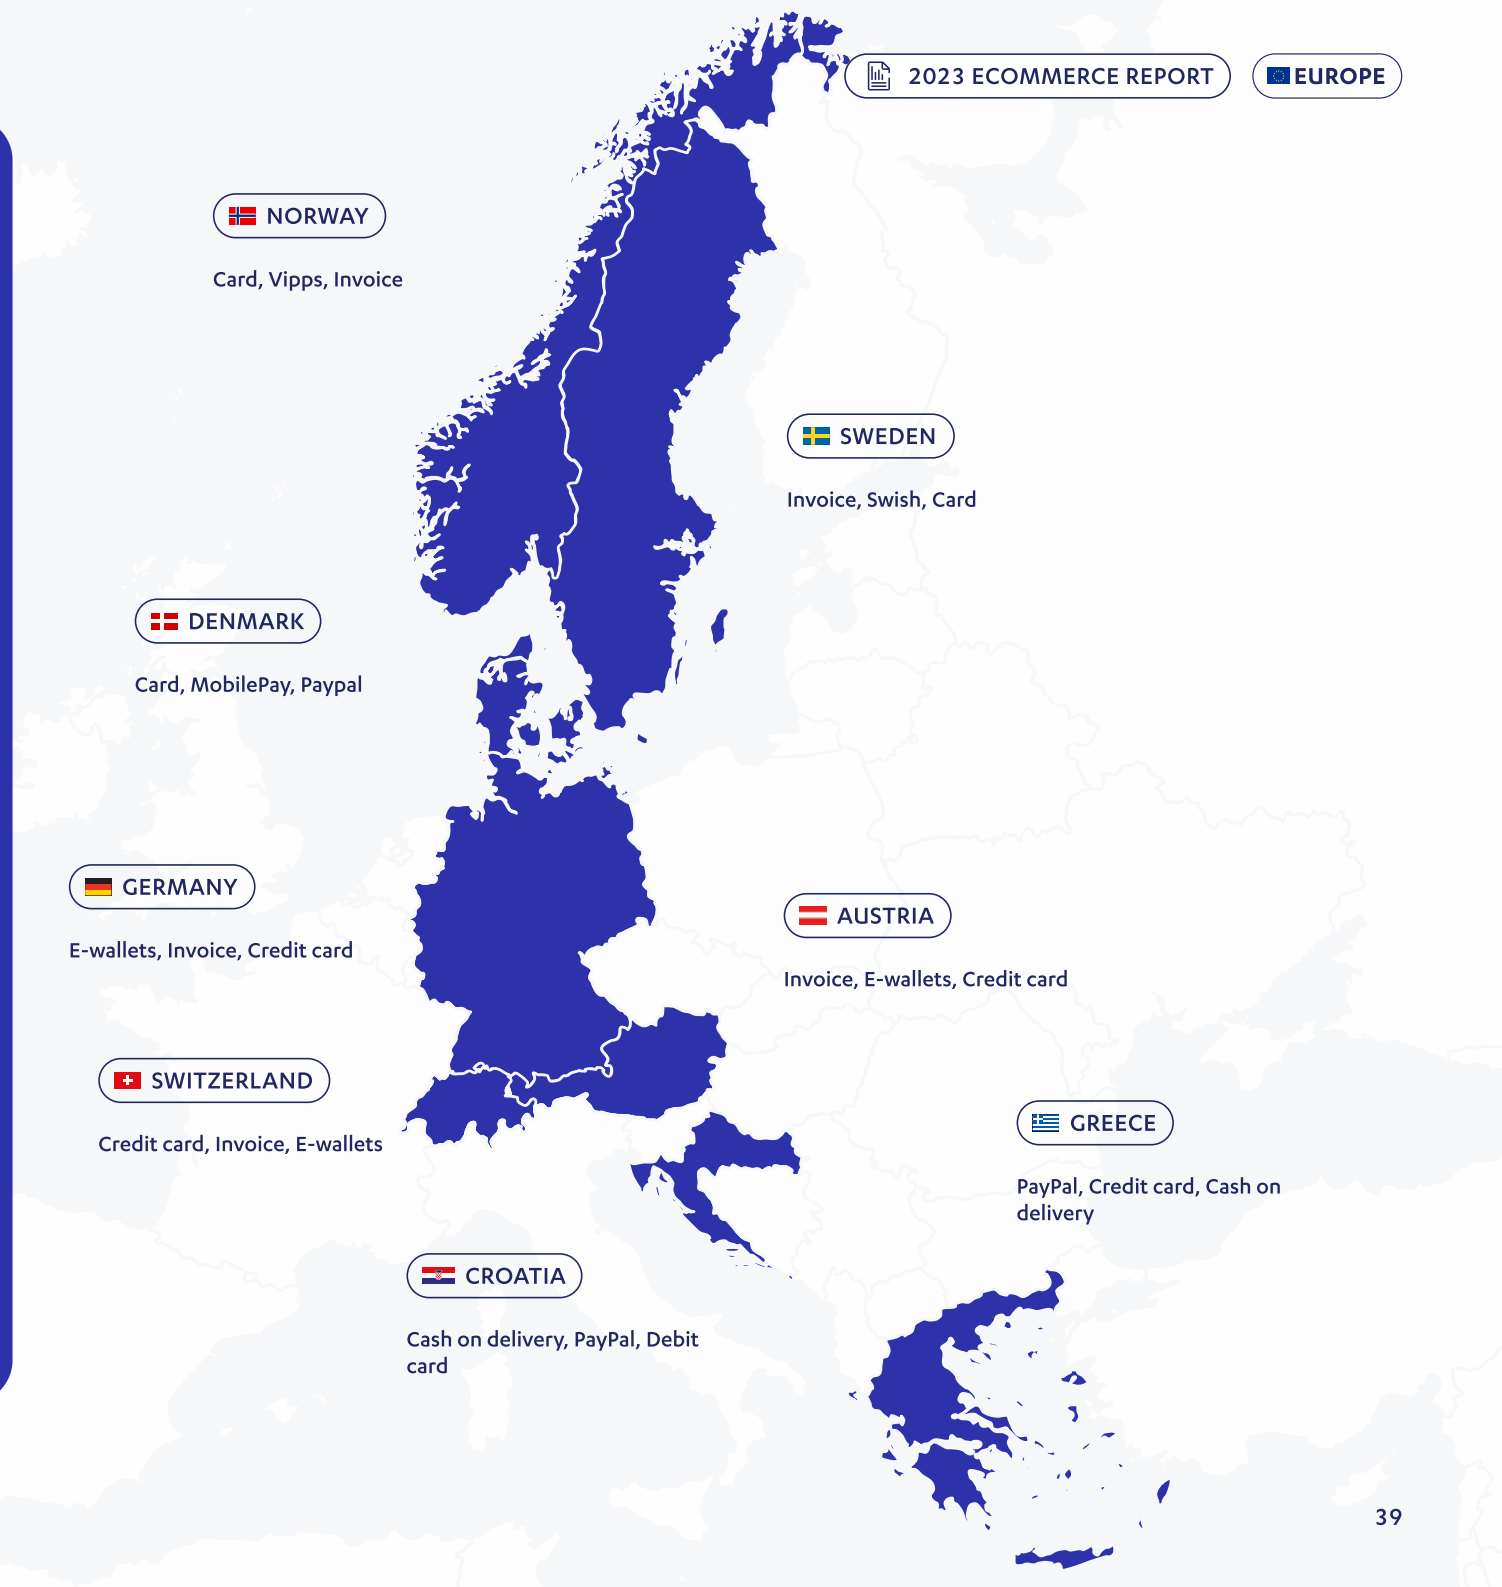 2023 ECOMMERCE REPORT
EUROPE
NORWAY
Card, Vipps, Invoice
SWEDEN
Invoice, Swish, Card
DENMARK
Card, MobilePay, Paypal
GERMANY
E-wallets, Invoice, Credit card
AUSTRIA
Invoice, E-wallets, Credit card
SWITZERLAND
Credit card, Invoice, E-wallets
GREECE
PayPal, Credit card, Cash on
delivery
CROATIA
Cash on delivery, PayPal, Debit
card
39